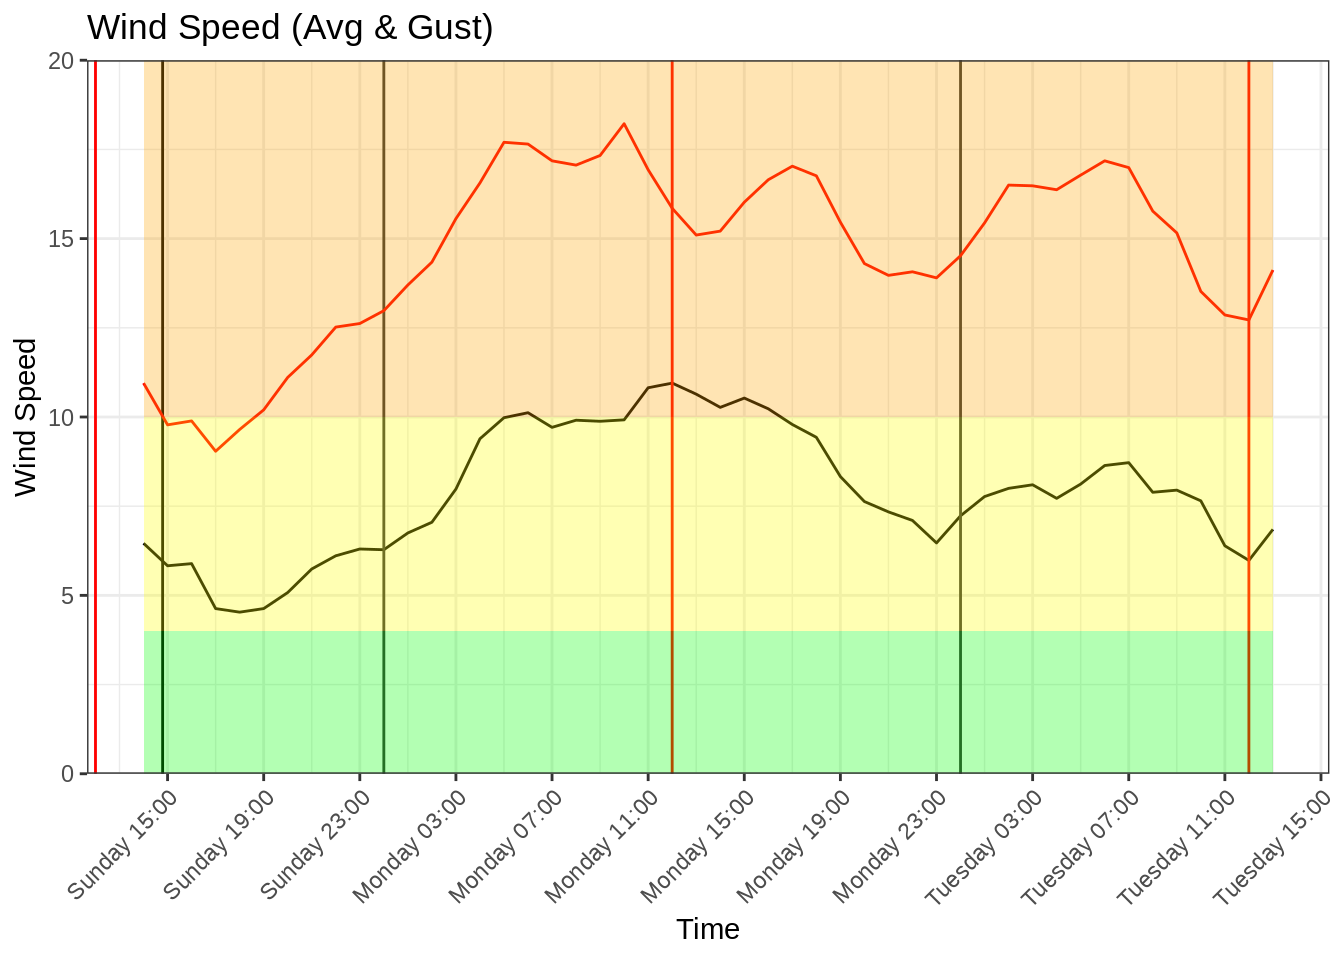 Wind Speed (Avg & Gust)
20
15
10
5
0
Wind Speed
Sunday 15:00
Sunday 19:00
Sunday 23:00
Monday 03:00
Monday 07:00
Monday 11:00
Monday 15:00
Monday 19:00
Monday 23:00
Tuesday 03:00
Tuesday 07:00
Tuesday 11:00
Tuesday 15:00
Time